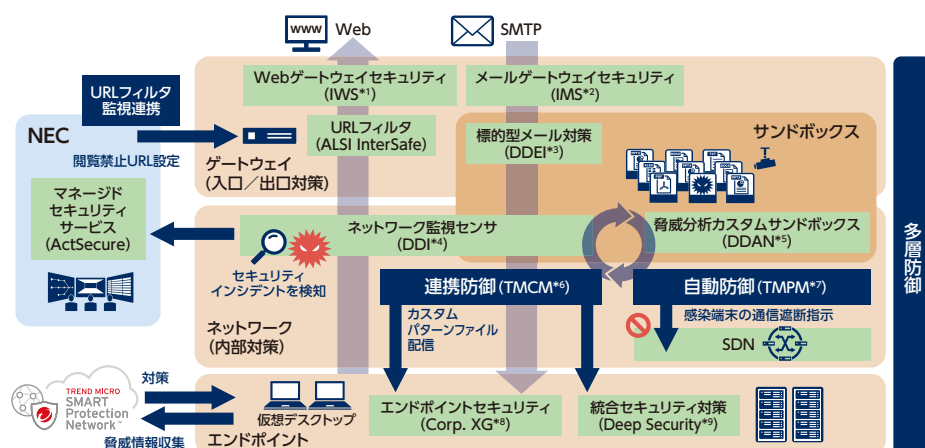 WWW
Web
SMTP
Webゲートウェイセキュリティ
(IWS*1)
メールゲートウェイセキュリティ
(IMS*2)
URLフィルタ
監視連携
NEC
閲覧禁止URL設定
URLフィルタ
(ALSI InterSafe)
標的型メール対策
(DDEI*3)
サンドボックス
ゲートウェイ
(入口/出口対策)
マネージド
セキュリティ
サービス
(ActSecure)
ネットワーク監視センサ
(DDI*4)
脅威分析カスタムサンドボックス
(DDAN*5)
セキュリティ
インシデントを検知
連携防御(TMCM*6)
自動防御(TMPM*7)
カスタム
パターンファイル
配信
感染端末の通信遮断指示
SDN
ネットワーク
(内部対策)
多層防御
TREND MICRO
SMART
Protection
Network™
対策
脅威情報収集
仮想デスクトップ
エンドポイント
エンドポイントセキュリティ
(Corp. XG*8)
統合セキュリティ対策
(Deep Security*9)